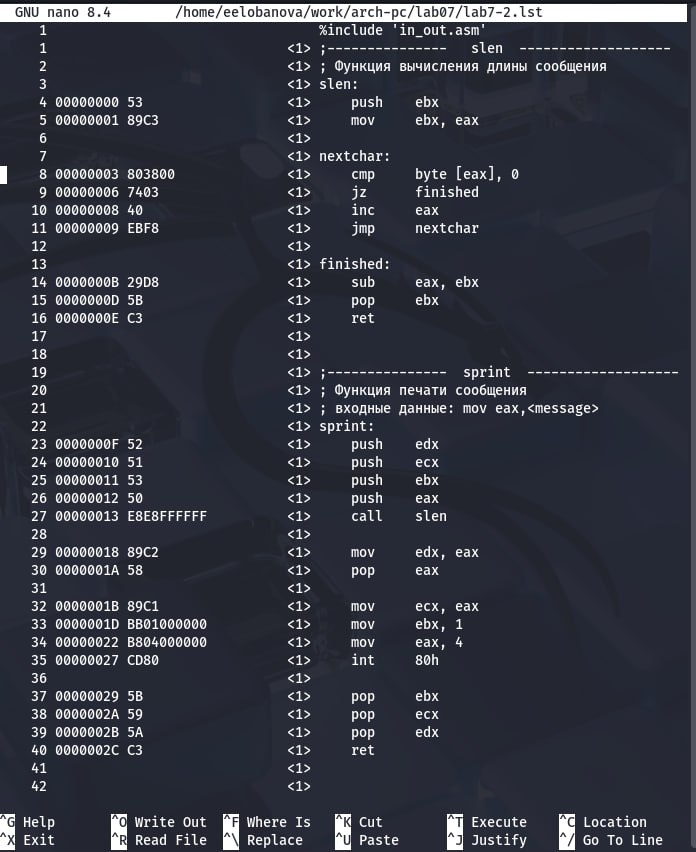 GNU nano 8.4 /home/eelobanova/work/arch-pc/lab07/lab7-2.lst
1 %include 'in_out.asm'
1 <1> ;--------------- slen -------------------
2 <1> ; Функция вычисления длины сообщения
3 <1> slen:
4 00000000 53 <1> push ebx
5 00000001 89C3 <1> mov ebx, eax
6 <1>
7 <1> nextchar:
8 00000003 803800 <1> cmp byte [eax], 0
9 00000006 7403 <1> jz finished
10 00000008 40 <1> inc eax
11 00000009 EBF8 <1> jmp nextchar
12 <1>
13 <1> finished:
14 0000000B 29D8 <1> sub eax, ebx
15 0000000D 5B <1> pop ebx
16 0000000E C3 <1> ret
17 <1>
18 <1>
19 <1> ;--------------- sprint -------------------
20 <1> ; Функция печати сообщения
21 <1> ; входные данные: mov eax,<message>
22 <1> sprint:
23 0000000F 52 <1> push edx
24 00000010 51 <1> push ecx
25 00000011 53 <1> push ebx
26 00000012 50 <1> push eax
27 00000013 E8E8FFFFFF <1> call slen
28 <1>
29 00000018 89C2 <1> mov edx, eax
30 0000001A 58 <1> pop eax
31 <1>
32 0000001B 89C1 <1> mov ecx, eax
33 0000001D BB01000000 <1> mov ebx, 1
34 00000022 B804000000 <1> mov eax, 4
35 00000027 CD80 <1> int 80h
36 <1>
37 00000029 5B <1> pop ebx
38 0000002A 59 <1> pop ecx
39 0000002B 5A <1> pop edx
40 0000002C C3 <1> ret
41 <1>
42 <1>
^G Help ^O Write Out ^F Where Is ^K Cut ^T Execute ^C Location
^X Exit ^R Read File ^\ Replace ^U Paste ^J Justify ^/ Go To Line